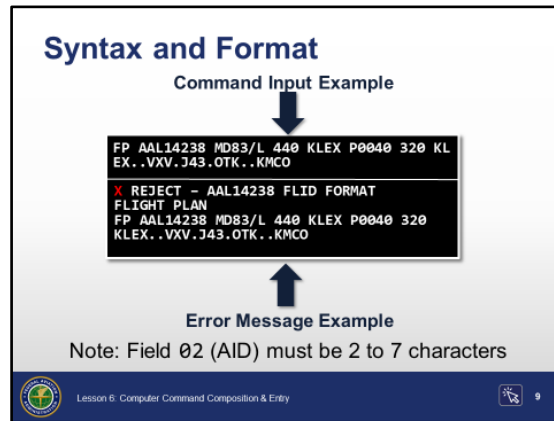 Syntax and Format
Command Input Example
FP AAL14238 MD83/L 440 KLEX P0040 320 KL
EX..VXV.J43.OTK..KMCO
X REJECT – AAL14238 FLID FORMAT
FLIGHT PLAN
FP AAL14238 MD83/L 440 KLEX P0040 320
KLEX..VXV.J43.OTK..KMCO
Error Message Example
Note: Field 02 (AID) must be 2 to 7 characters
Lesson 6: Computer Command Composition & Entry
9